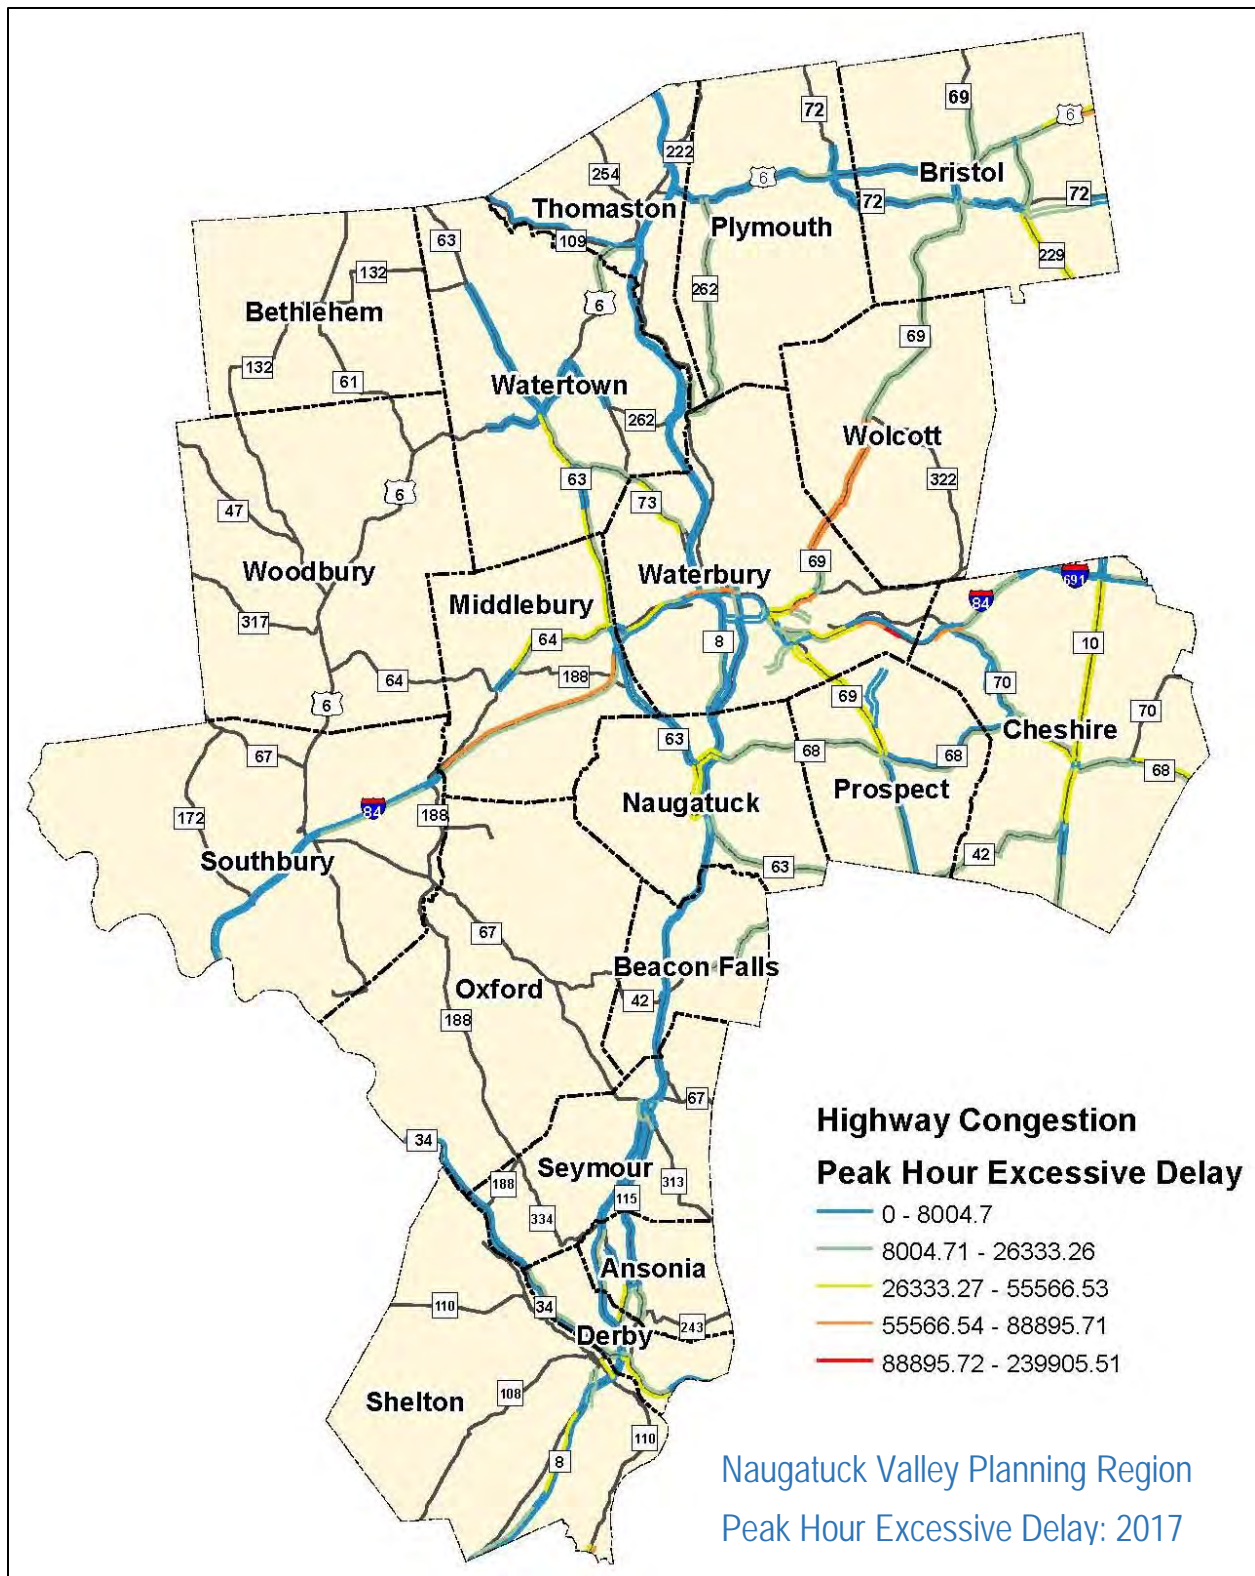 69
72
6
222
254
Bristol
6
Thomaston
72
72
Plymouth
63
109
229
132
262
6
Bethlehem
69
132
61
Watertown
262
Wolcott
63
322
6
73
47
69
Waterbury
691
Woodbury
84
Middlebury
317
8
10
64
188
64
70
69
6
70
Cheshire
63
67
68
68
68
Prospect
Naugatuck
84
172
188
42
Southbury
63
67
Beacon Falls
Oxford
42
188
67
34
Seymour
188
313
115
334
Ansonia
110
34
243
Derby
108
Shelton
110
8
Highway Congestion
Peak Hour Excessive Delay
0 - 8004.7
8004.71 - 26333.26
26333.27 - 55566.53
55566.54 - 88895.71
88895.72 - 239905.51
Naugatuck Valley Planning Region
Peak Hour Excessive Delay: 2017